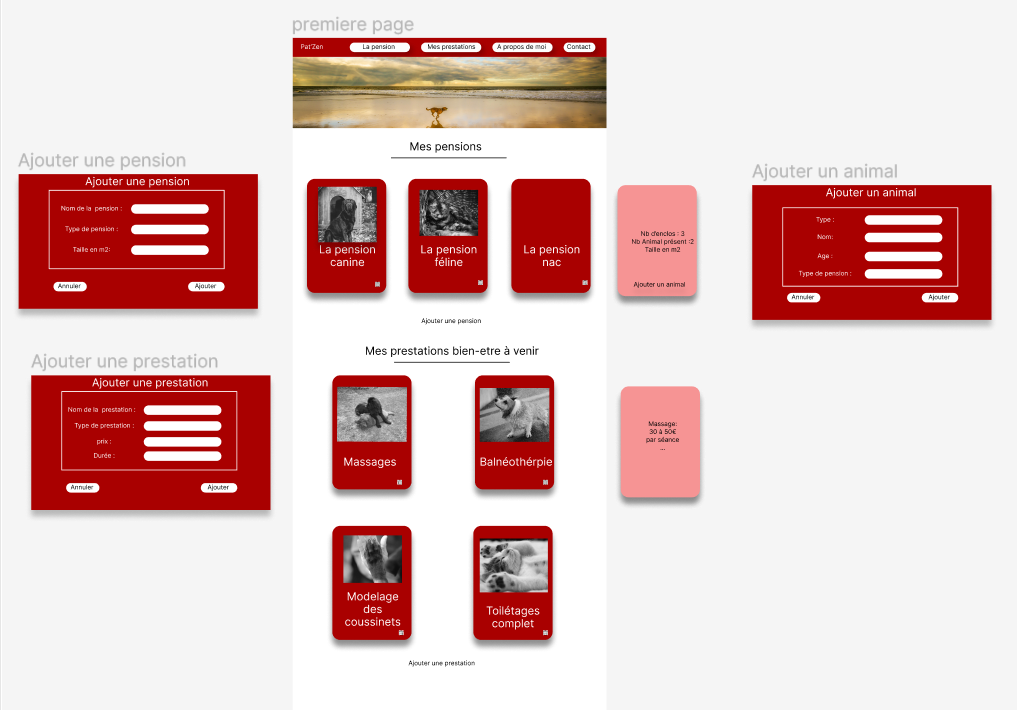 premiere page
Pat'Zen
La pension
Mes prestations
A propos de moi
Contact
Mes pensions
La pension
canine
La pension
féline
La pension
nac
Nb d'enclos : 3
Nb Animal présent :2
Taille en m2
Ajouter un animal
Ajouter une pension
Mes prestations bien-etre à venir
Massages
Balnéothérpie
Massage:
30 à 50€
par séance
...
Modelage
des
coussinets
Toilétages
complet
Ajouter une prestation
Ajouter une pension
Ajouter une pension
Nom de la pension :
Type de pension :
Taille en m2:
Annuler
Ajouter
Ajouter une prestation
Ajouter une prestation
Nom de la prestation :
Type de prestation :
prix :
Durée :
Annuler
Ajouter
Ajouter un animal
Ajouter un animal
Type :
Nom:
Age :
Type de pension :
Annuler
Ajouter